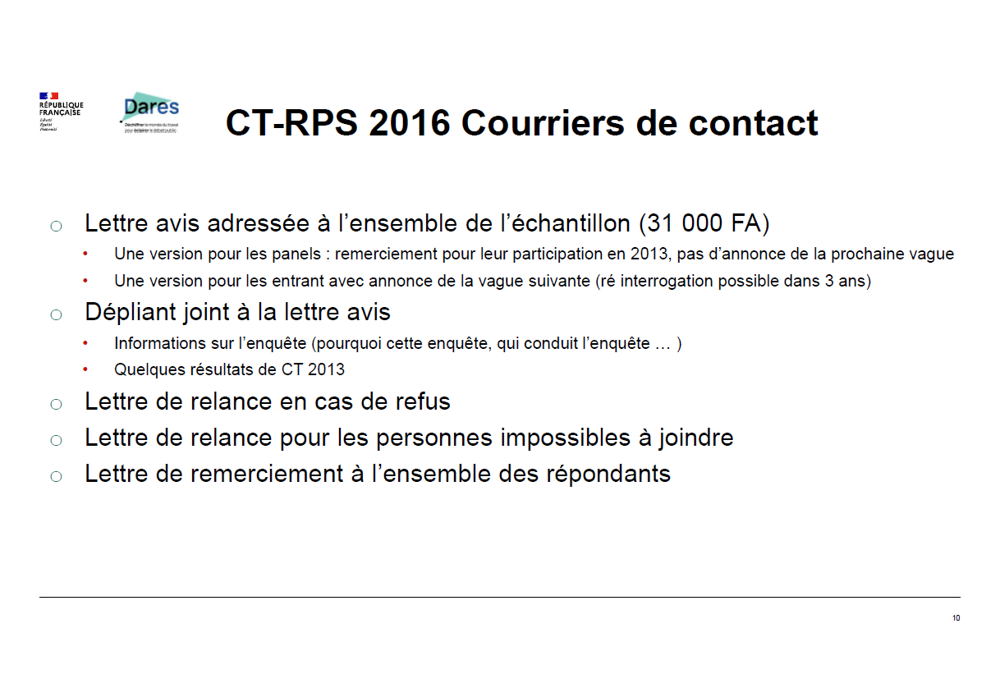 RÉPUBLIQUE
FRANÇAISE
Liberté
Égalité
Fraternité
Dares
Déchiffrer le monde du travail
pour éclairer le débat public
CT-RPS 2016 Courriers de contact
○ Lettre avis adressée à l’ensemble de l’échantillon (31 000 FA)
• Une version pour les panels : remerciement pour leur participation en 2013, pas d’annonce de la prochaine vague
• Une version pour les entrant avec annonce de la vague suivante (ré interrogation possible dans 3 ans)
○ Dépliant joint à la lettre avis
• Informations sur l’enquête (pourquoi cette enquête, qui conduit l’enquête … )
• Quelques résultats de CT 2013
○ Lettre de relance en cas de refus
○ Lettre de relance pour les personnes impossibles à joindre
○ Lettre de remerciement à l’ensemble des répondants
10